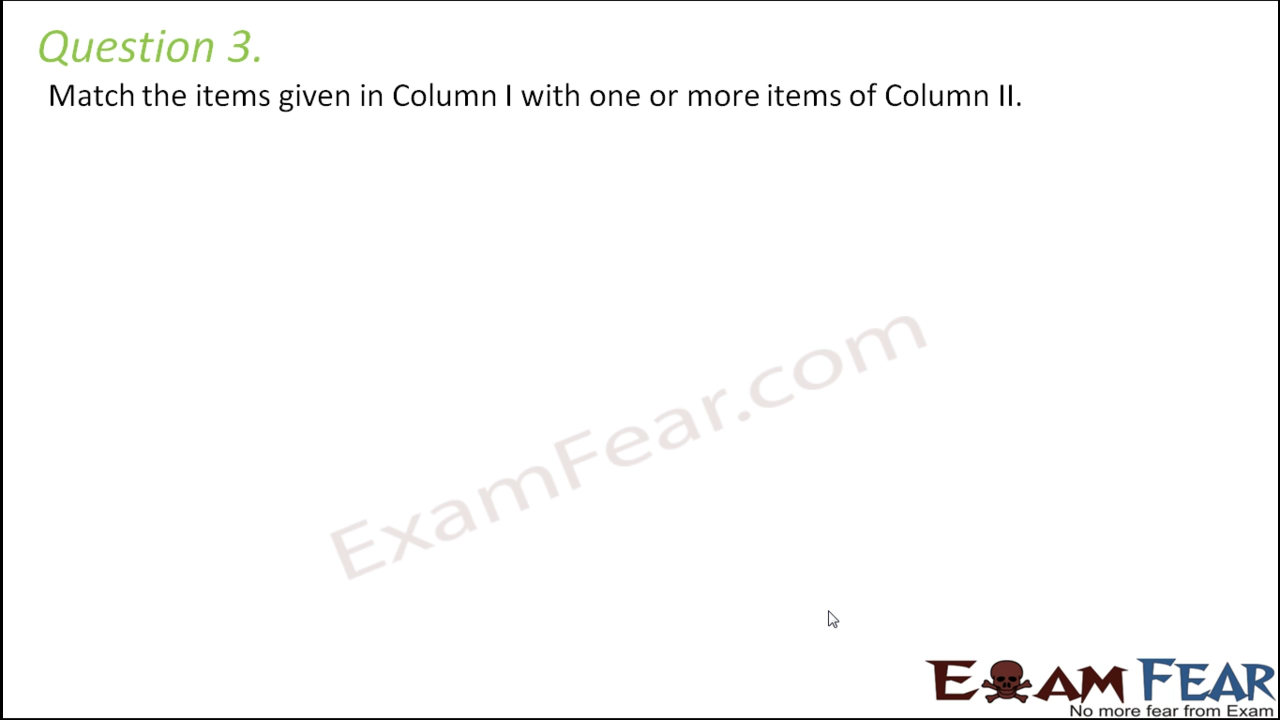 Question 3.
Match the items given in Column I with one or more items of Column II.
ExamFear.com
EXAM FEAR
No more fear from Exam